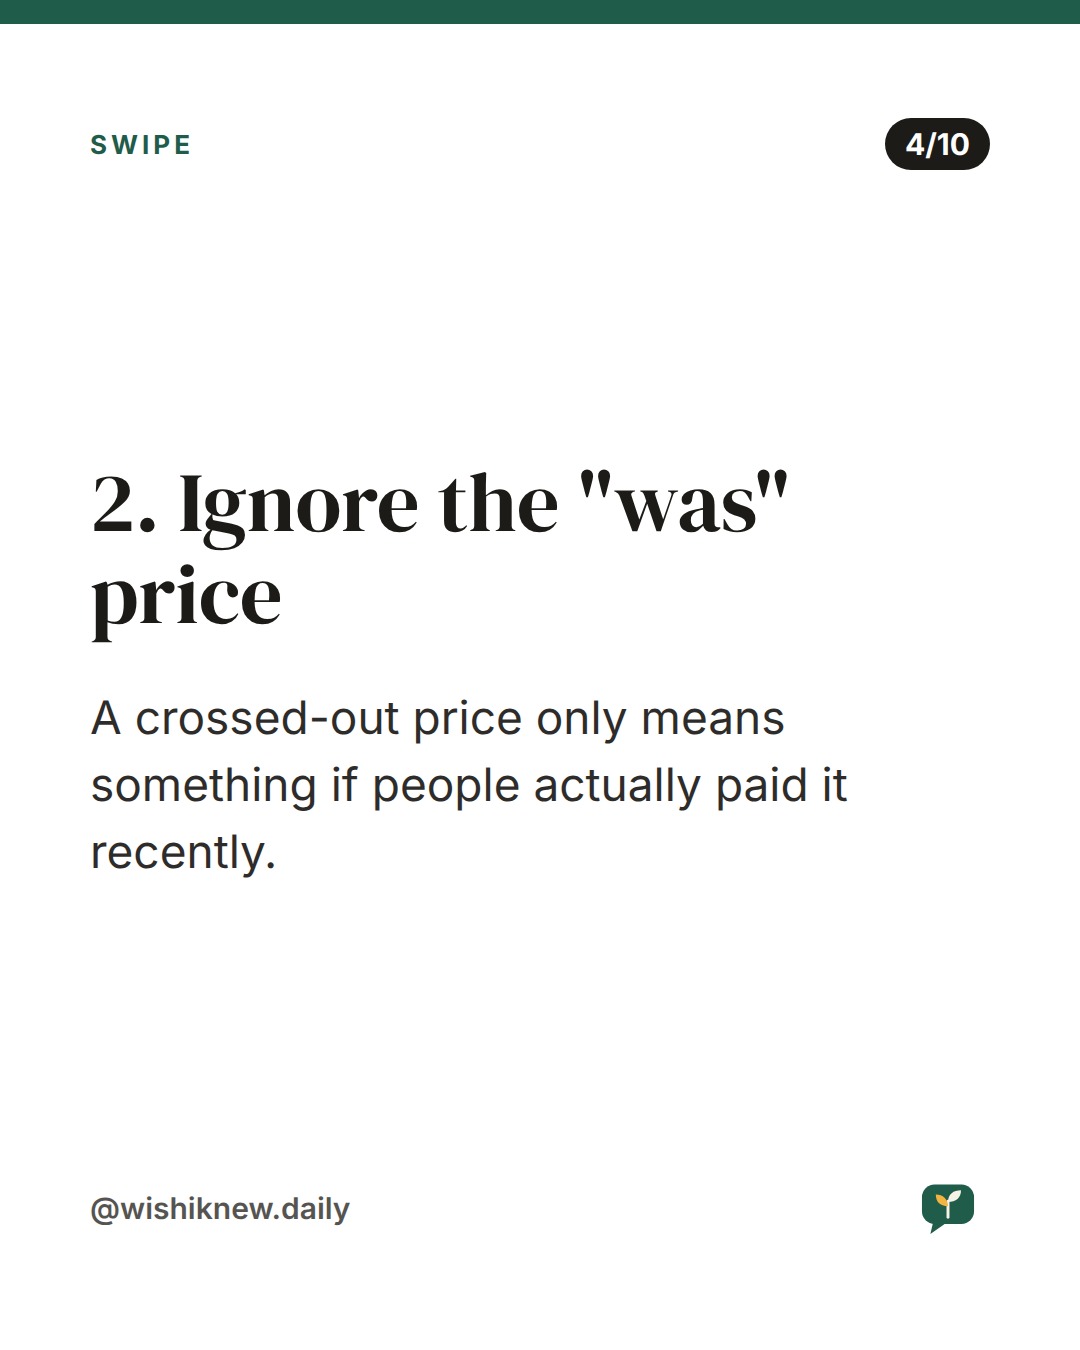 SWIPE
4/10
2. Ignore the "was"
price
A crossed-out price only means
something if people actually paid it
recently.
@wishiknew.daily